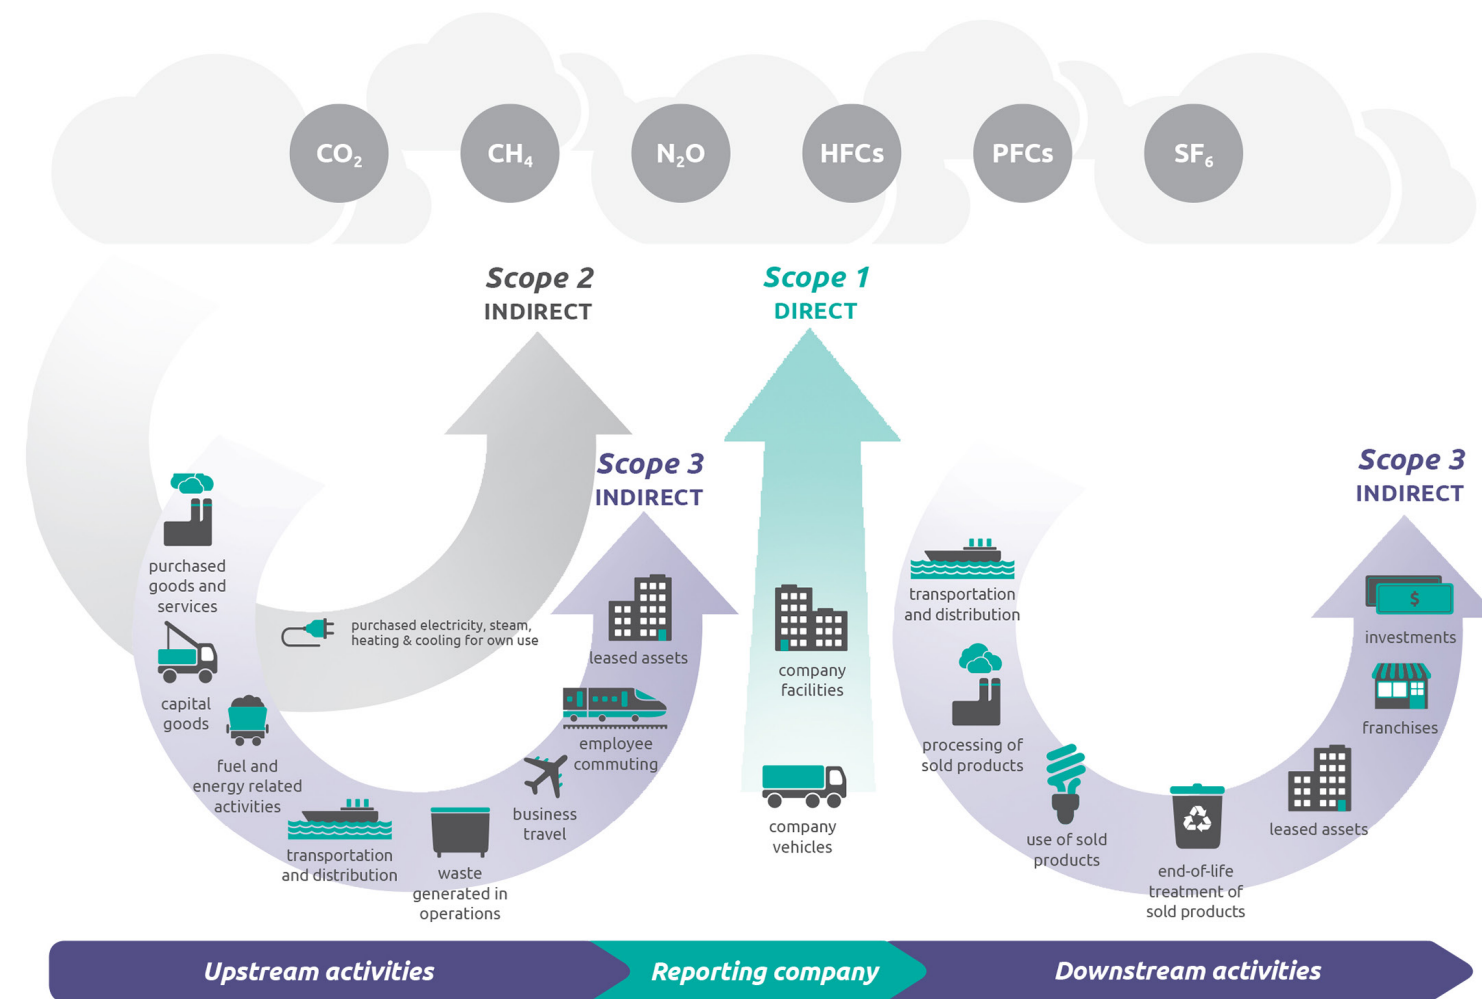 CO₂
CH₄
N₂O
HFCs
PFCs
SF₆
Scope 2
INDIRECT
Scope 1
DIRECT
Scope 3
INDIRECT
Scope 3
INDIRECT
purchased
goods and
services
capital
goods
fuel and
energy related
activities
transportation
and distribution
waste
generated in
operations
business
travel
employee
commuting
leased assets
purchased electricity, steam,
heating & cooling for own use
company
facilities
company
vehicles
transportation
and distribution
processing of
sold products
use of sold
products
end-of-life
treatment of
sold products
leased assets
franchises
$
investments
Upstream activities
Reporting company
Downstream activities